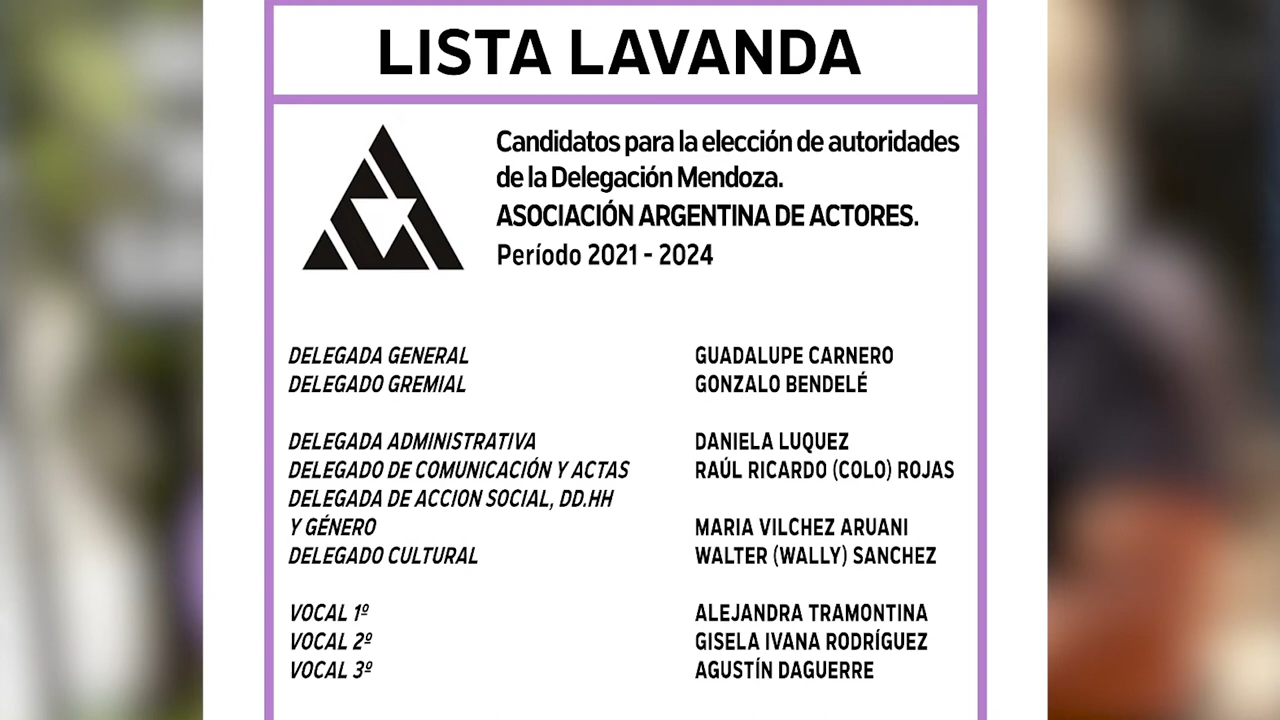 LISTA LAVANDA
Candidatos para la elección de autoridades
de la Delegación Mendoza.
ASOCIACIÓN ARGENTINA DE ACTORES.
Período 2021 - 2024
DELEGADA GENERAL GUADALUPE CARNERO
DELEGADO GREMIAL GONZALO BENDELÉ
DELEGADA ADMINISTRATIVA DANIELA LUQUEZ
DELEGADO DE COMUNICACIÓN Y ACTAS RAÚL RICARDO (COLO) ROJAS
DELEGADA DE ACCION SOCIAL, DD.HH
Y GÉNERO MARIA VILCHEZ ARUANI
DELEGADO CULTURAL WALTER (WALLY) SANCHEZ
VOCAL 1º ALEJANDRA TRAMONTINA
VOCAL 2º GISELA IVANA RODRÍGUEZ
VOCAL 3º AGUSTÍN DAGUERRE